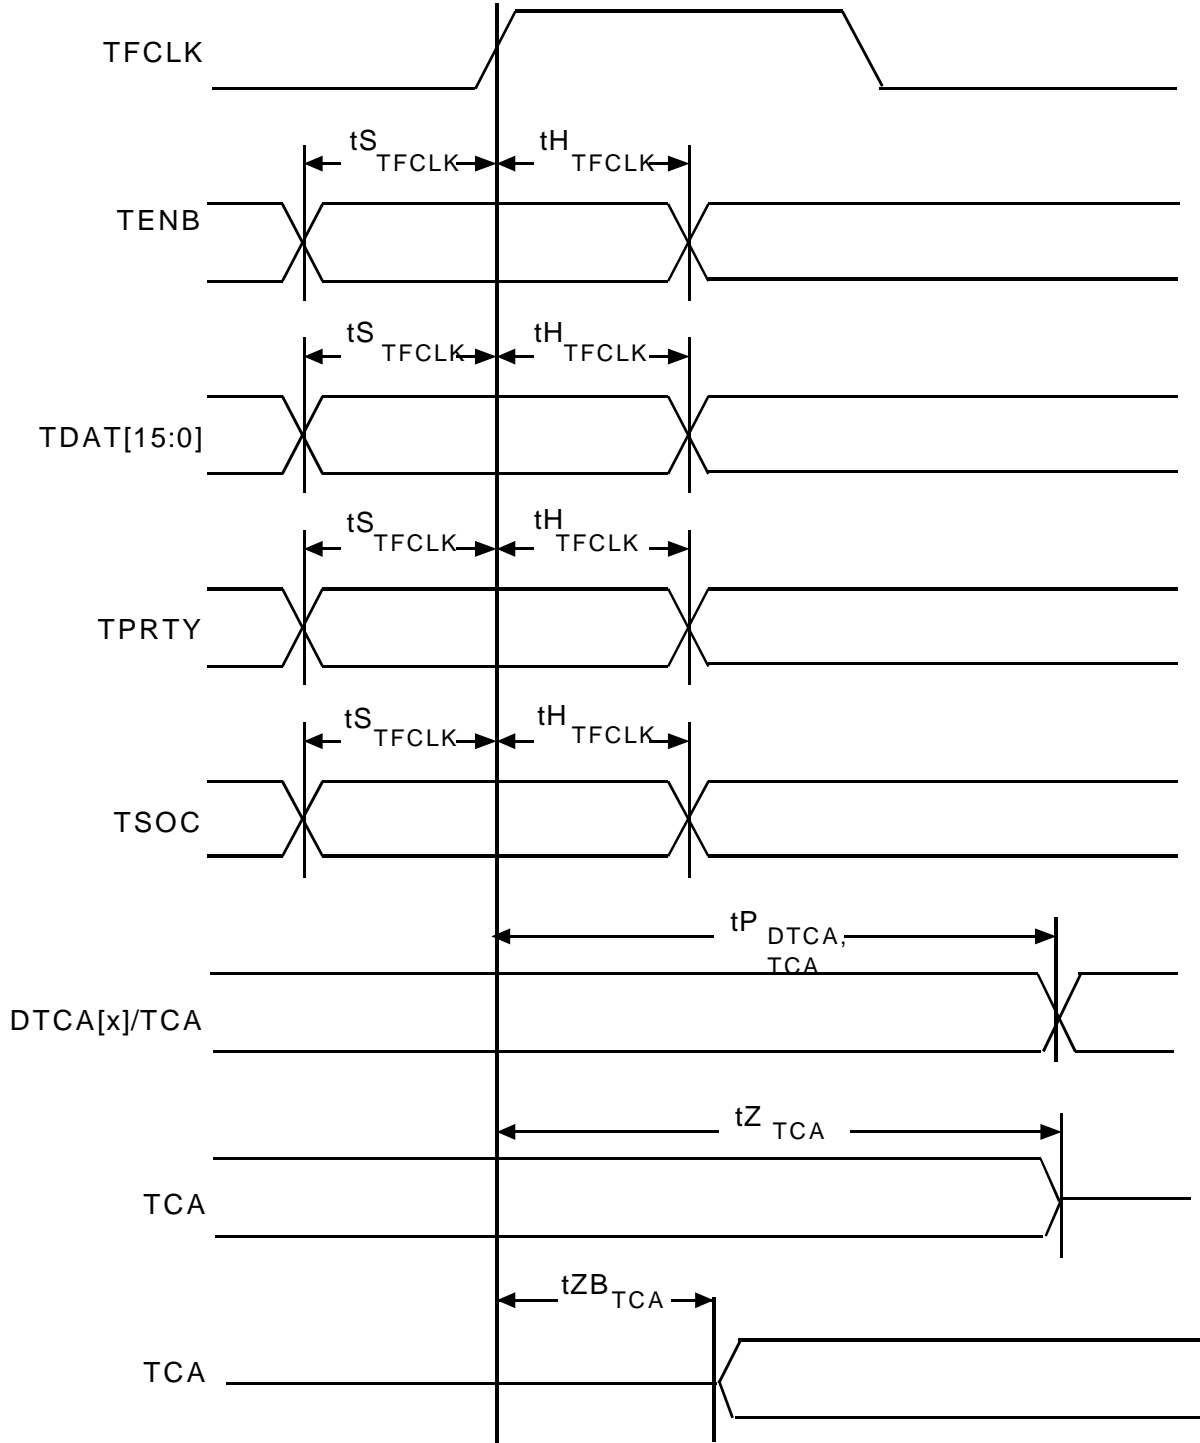 TFCLK
tS TFCLK tH TFCLK
TENB
tS TFCLK tH TFCLK
TDAT[15:0]
tS TFCLK tH TFCLK
TPRTY
tS TFCLK tH TFCLK
TSOC
tP DTCA,
TCA
DTCA[x]/TCA
tZ TCA
TCA
tZB TCA
TCA